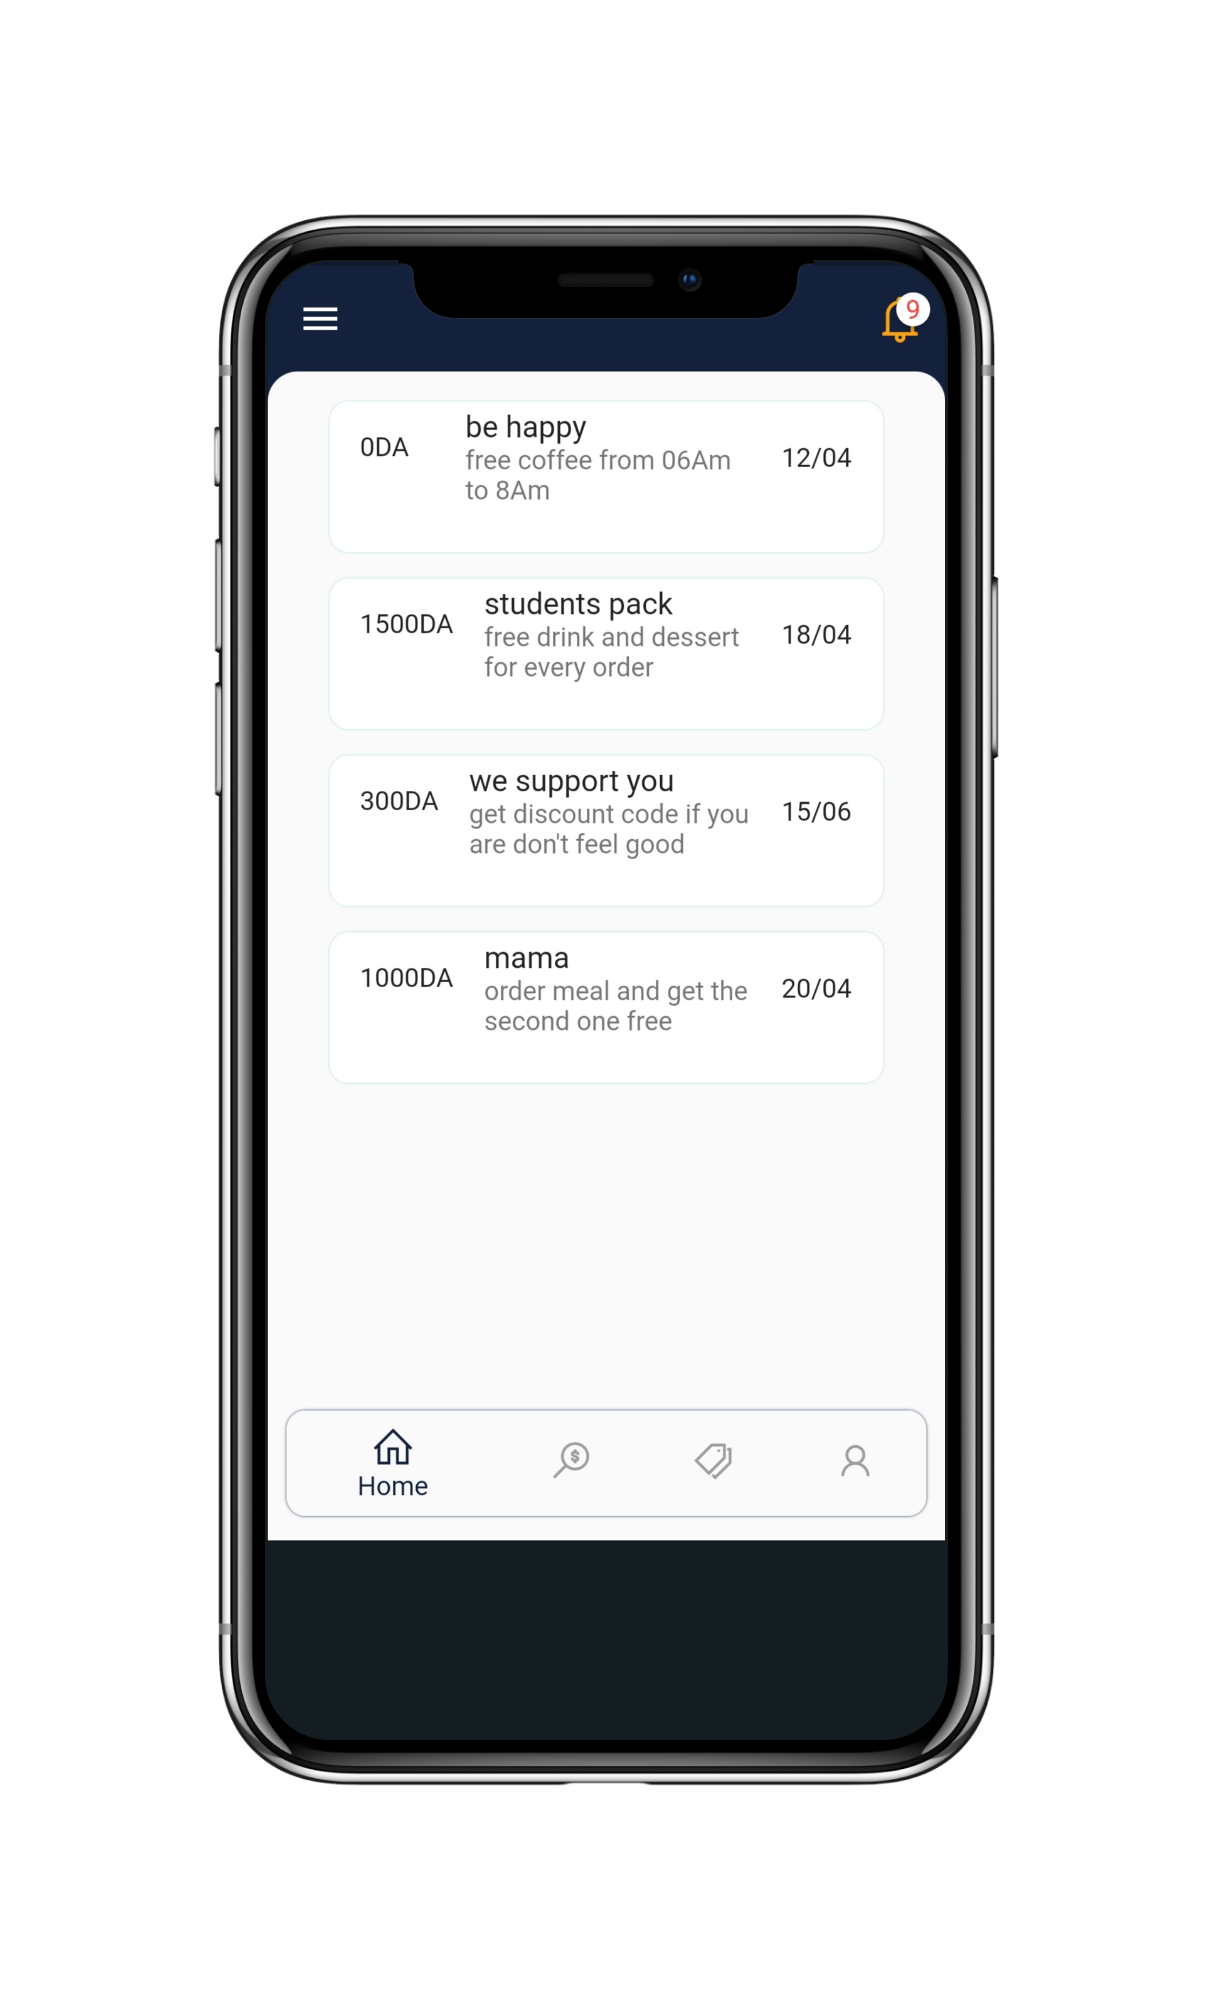 9
be happy
0DA
free coffee from 06Am
12/04
to 8Am
students pack
1500DA
free drink and dessert
18/04
for every order
we support you
300DA
get discount code if you
15/06
are don't feel good
mama
1000DA
order meal and get the
20/04
second one free
$
Home